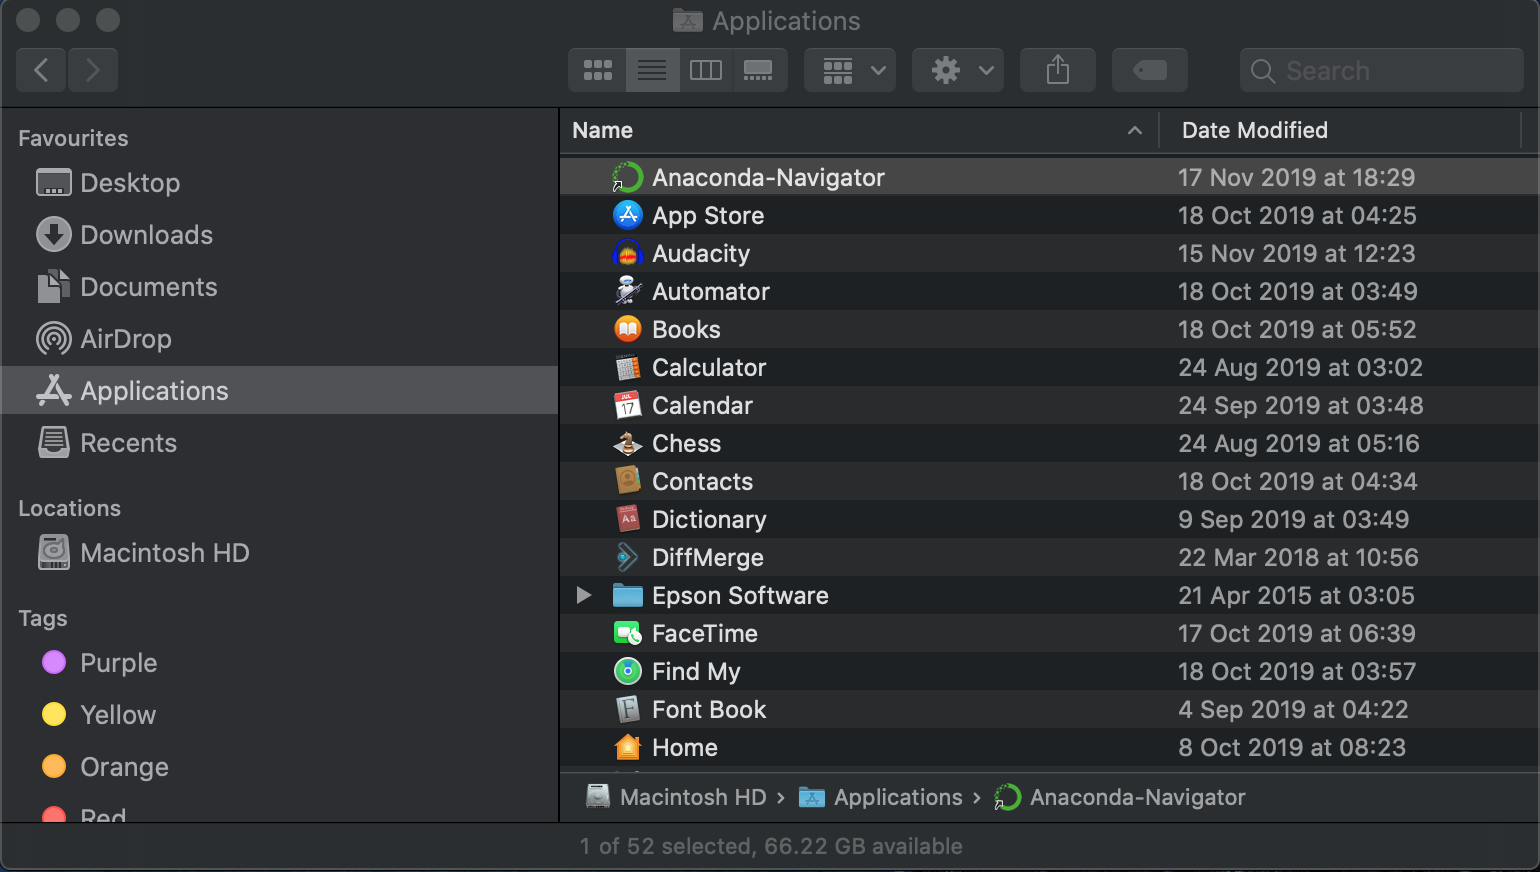 Applications
Search
Favourites
Desktop
Downloads
Documents
AirDrop
Applications
Recents
Locations
Macintosh HD
Tags
Purple
Yellow
Orange
Red
Name Date Modified
Anaconda-Navigator 17 Nov 2019 at 18:29
App Store 18 Oct 2019 at 04:25
Audacity 15 Nov 2019 at 12:23
Automator 18 Oct 2019 at 03:49
Books 18 Oct 2019 at 05:52
Calculator 24 Aug 2019 at 03:02
Calendar 24 Sep 2019 at 03:48
Chess 24 Aug 2019 at 05:16
Contacts 18 Oct 2019 at 04:34
Dictionary 9 Sep 2019 at 03:49
DiffMerge 22 Mar 2018 at 10:56
Epson Software 21 Apr 2015 at 03:05
FaceTime 17 Oct 2019 at 06:39
Find My 18 Oct 2019 at 03:57
Font Book 4 Sep 2019 at 04:22
Home 8 Oct 2019 at 08:23
Macintosh HD › Applications › Anaconda-Navigator
1 of 52 selected, 66.22 GB available